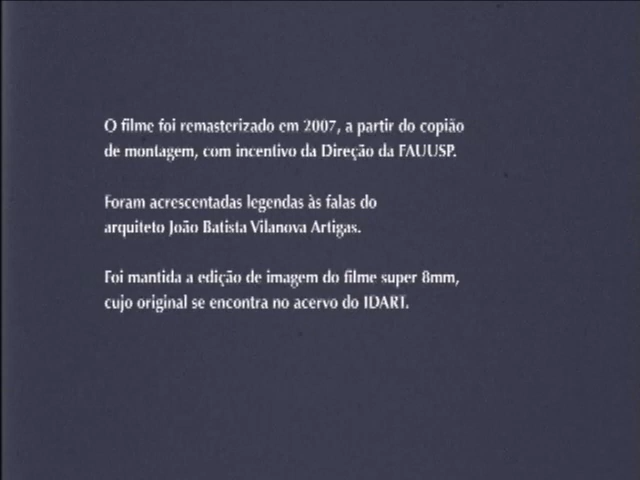 O filme foi remasterizado em 2007, a partir do copião
de montagem, com incentivo da Direção da FAUUSP.
Foram acrescentadas legendas às falas do
arquiteto João Batista Vilanova Artigas.
Foi mantida a edição de imagem do filme super 8mm,
cujo original se encontra no acervo do IDART.